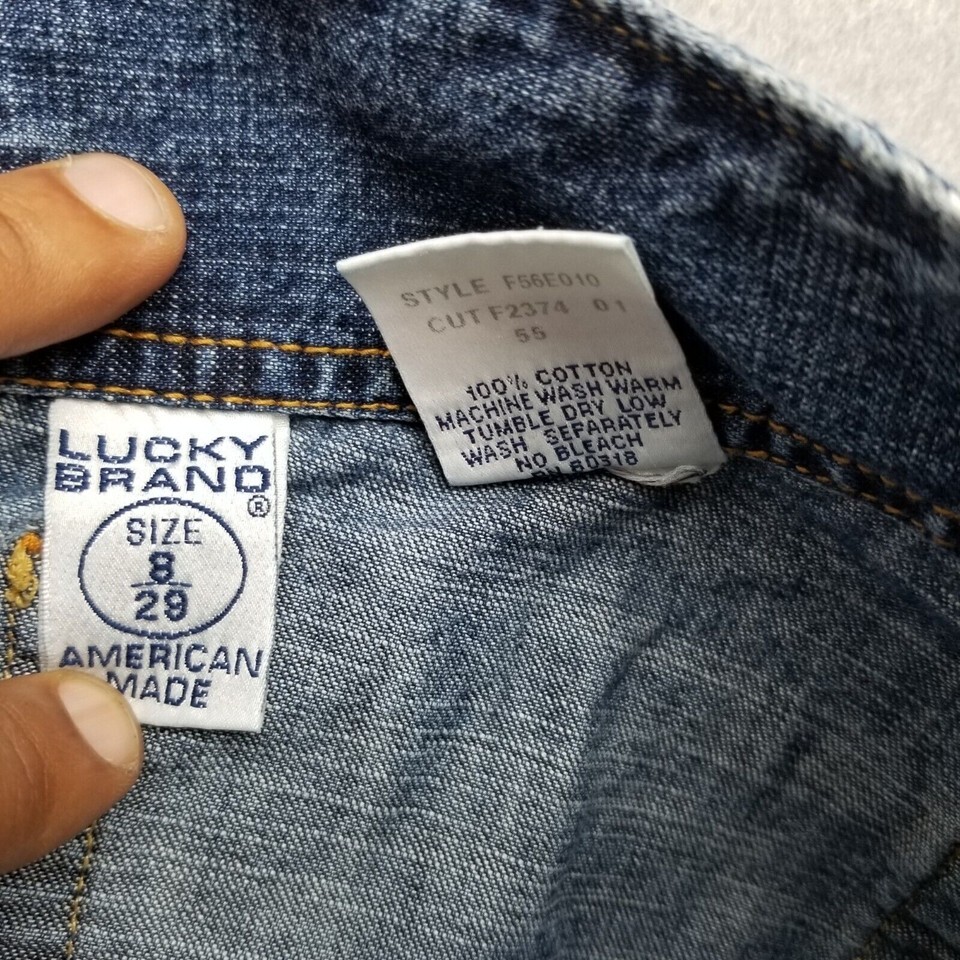 LUCKY
BRAND
®
SIZE
8
29
AMERICAN
MADE
STYLE F56E010
CUT F2374 01
55
100% COTTON
MACHINE WASH WARM
TUMBLE DRY LOW
WASH SEPARATELY
NO BLEACH
80318